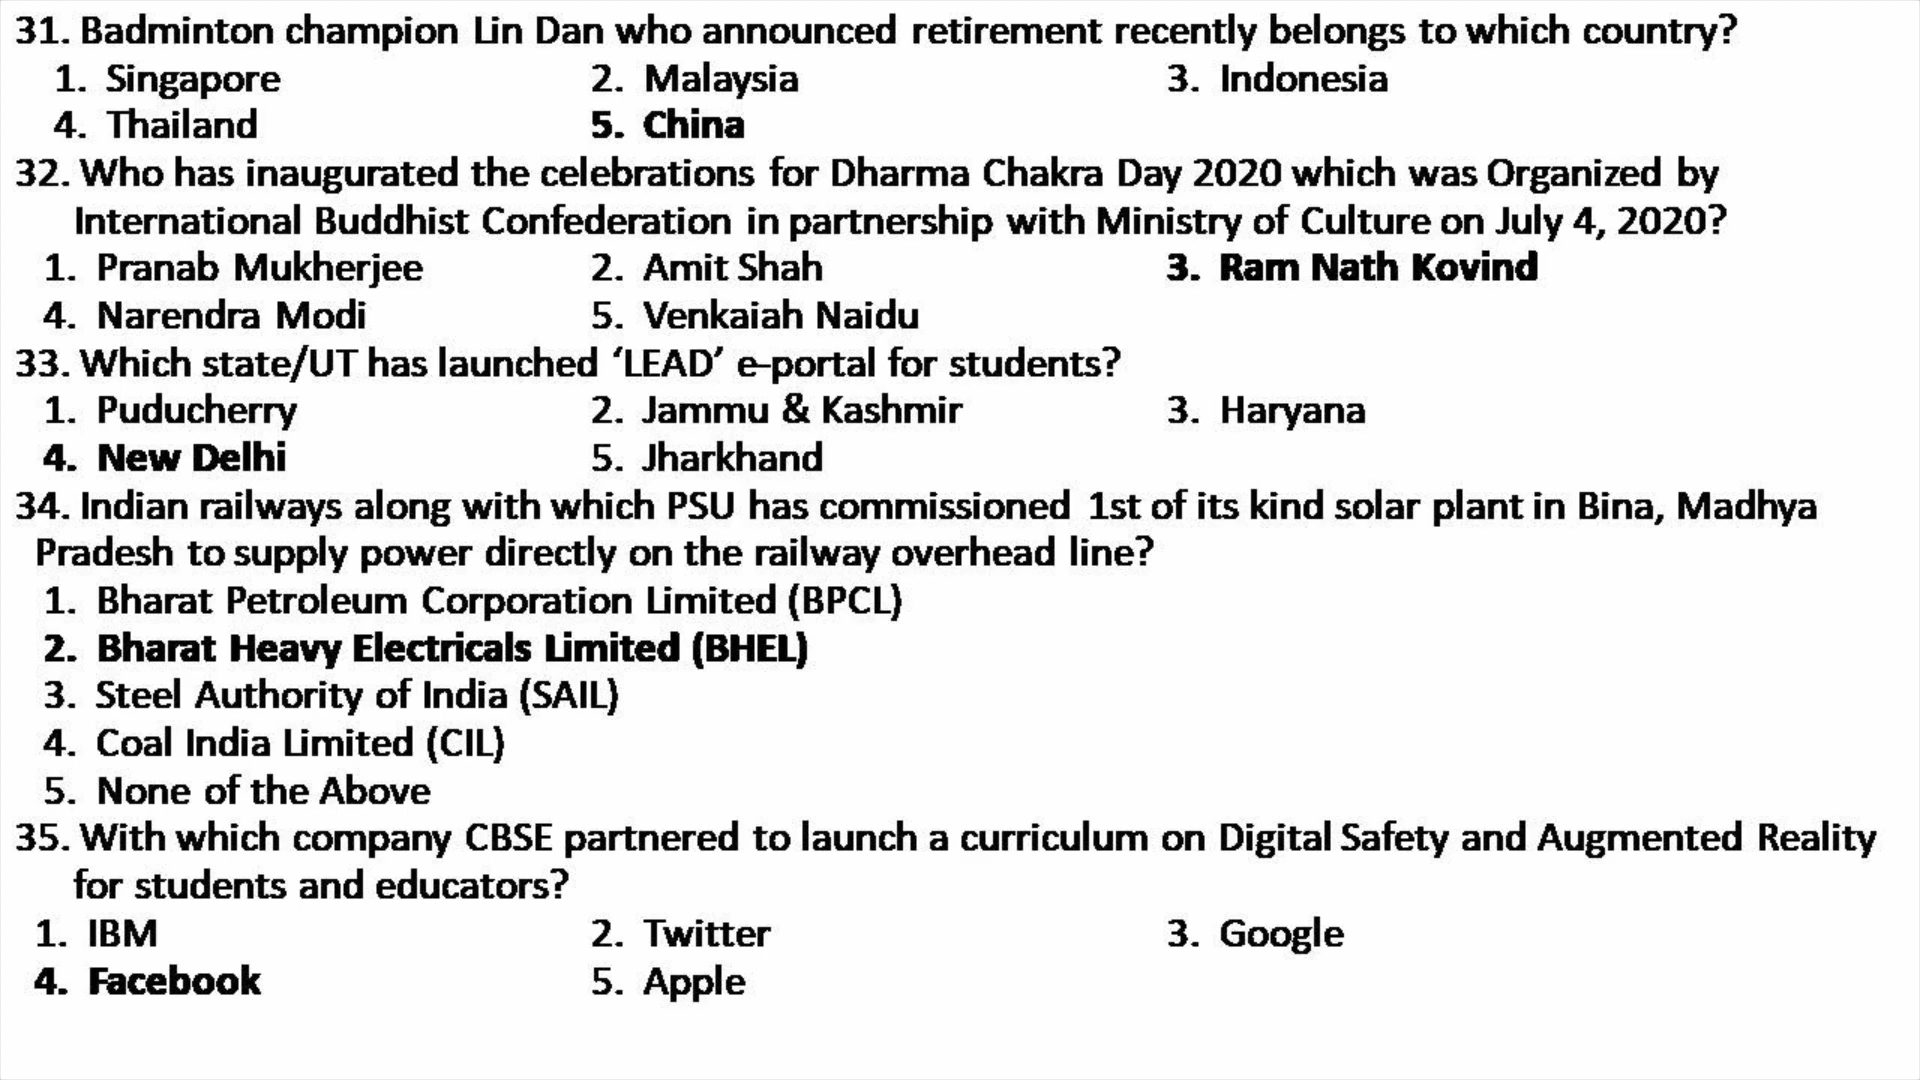 31. Badminton champion Lin Dan who announced retirement recently belongs to which country?
1. Singapore 2. Malaysia 3. Indonesia
4. Thailand 5. China
32. Who has inaugurated the celebrations for Dharma Chakra Day 2020 which was Organized by
International Buddhist Confederation in partnership with Ministry of Culture on July 4, 2020?
1. Pranab Mukherjee 2. Amit Shah 3. Ram Nath Kovind
4. Narendra Modi 5. Venkaiah Naidu
33. Which state/UT has launched ‘LEAD’ e-portal for students?
1. Puducherry 2. Jammu & Kashmir 3. Haryana
4. New Delhi 5. Jharkhand
34. Indian railways along with which PSU has commissioned 1st of its kind solar plant in Bina, Madhya
Pradesh to supply power directly on the railway overhead line?
1. Bharat Petroleum Corporation Limited (BPCL)
2. Bharat Heavy Electricals Limited (BHEL)
3. Steel Authority of India (SAIL)
4. Coal India Limited (CIL)
5. None of the Above
35. With which company CBSE partnered to launch a curriculum on Digital Safety and Augmented Reality
for students and educators?
1. IBM 2. Twitter 3. Google
4. Facebook 5. Apple